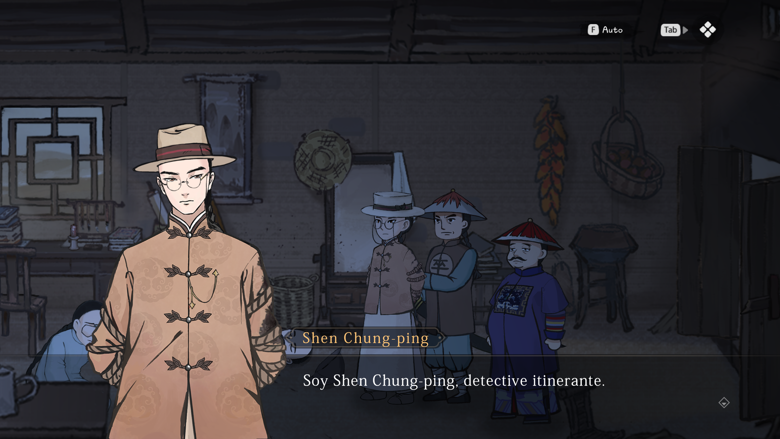 F Auto
Tab
Shen Chung-ping
Soy Shen Chung-ping, detective itinerante.